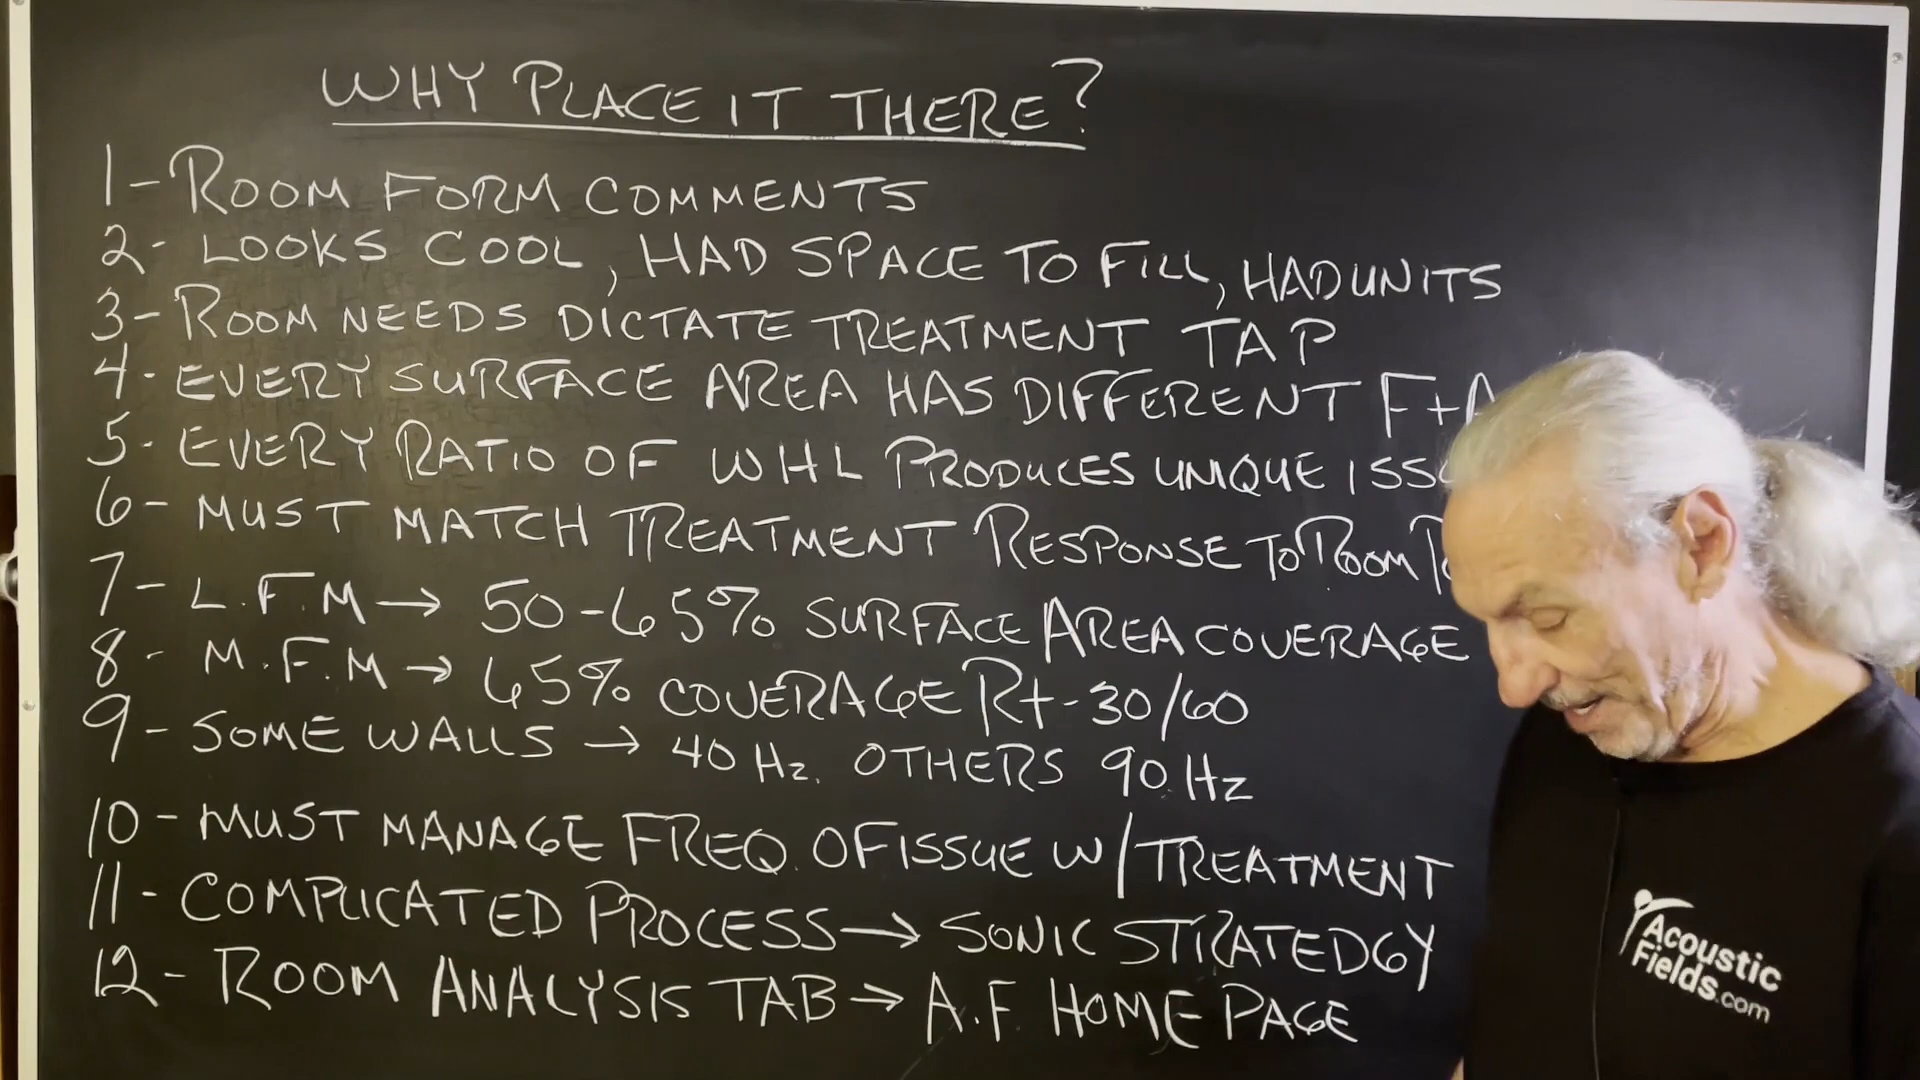 WHY PLACE IT THERE?
1- ROOM FORM COMMENTS
2- LOOKS COOL, HAD SPACE TO FILL, HAD UNITS
3- ROOM NEEDS DICTATE TREATMENT TAP
4- EVERY SURFACE AREA HAS DIFFERENT F+A
5- EVERY RATIO OF WHL PRODUCES UNIQUE ISS
6- MUST MATCH TREATMENT RESPONSE TO ROOM R
7- L.F.M → 50-65% SURFACE AREA COVERAGE
8- M.F.M → 65% COVERAGE Rt-30/60
9- SOME WALLS → 40 Hz. OTHERS 90 Hz
10- MUST MANAGE FREQ. OF ISSUE W/TREATMENT
11- COMPLICATED PROCESS → SONIC STRATEDGY
12- ROOM ANALYSIS TAB → A.F HOME PAGE
Acoustic
Fields.com